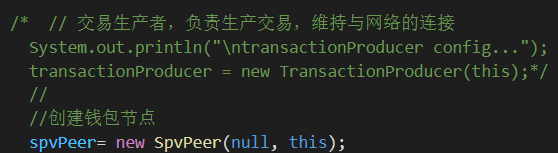 /*  // 交易生产者，负责生产交易，维持与网络的连接
System.out.println("\ntransactionProducer config...");
transactionProducer = new TransactionProducer(this);*/
//
//创建钱包节点
spvPeer= new SpvPeer(null, this);